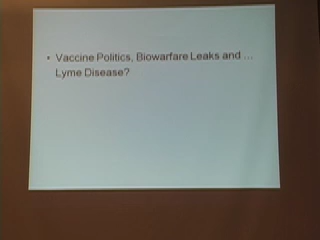 • Vaccine Politics, Biowarfare Leaks and ...
Lyme Disease?